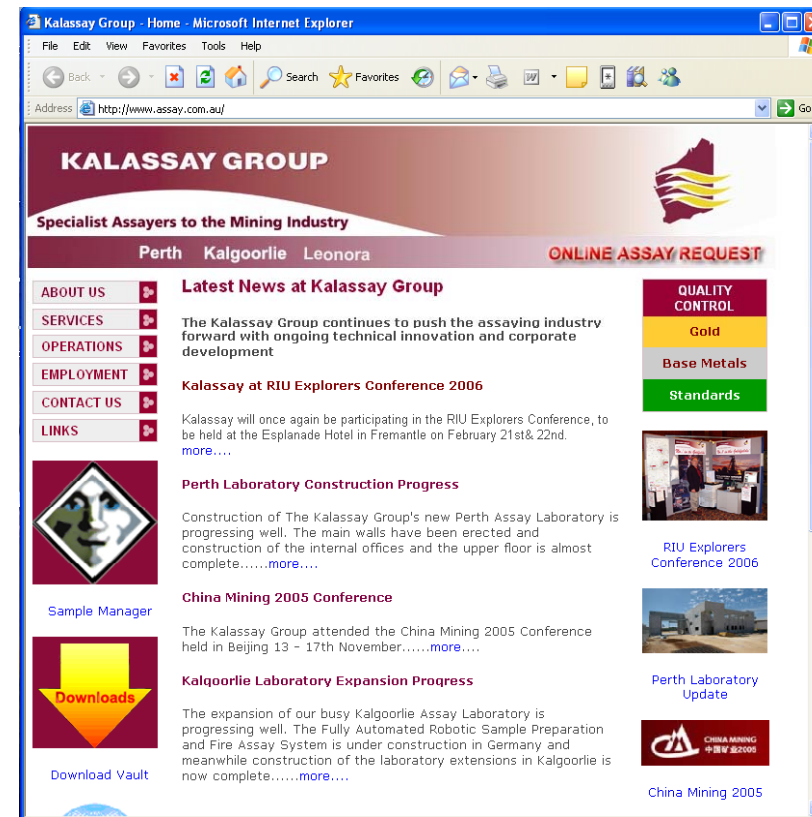 Kalassay Group - Home - Microsoft Internet Explorer
File Edit View Favorites Tools Help
Back Search Favorites
Address http://www.assay.com.au/ Go
KALASSAY GROUP
Specialist Assayers to the Mining Industry
Perth Kalgoorlie Leonora ONLINE ASSAY REQUEST
ABOUT US
SERVICES
OPERATIONS
EMPLOYMENT
CONTACT US
LINKS
Sample Manager
Downloads
Download Vault
Latest News at Kalassay Group
The Kalassay Group continues to push the assaying industry
forward with ongoing technical innovation and corporate
development
Kalassay at RIU Explorers Conference 2006
Kalassay will once again be participating in the RIU Explorers Conference, to
be held at the Esplanade Hotel in Fremantle on February 21st& 22nd.
more....
Perth Laboratory Construction Progress
Construction of The Kalassay Group's new Perth Assay Laboratory is
progressing well. The main walls have been erected and
construction of the internal offices and the upper floor is almost
complete......more....
China Mining 2005 Conference
The Kalassay Group attended the China Mining 2005 Conference
held in Beijing 13 - 17th November......more....
Kalgoorlie Laboratory Expansion Progress
The expansion of our busy Kalgoorlie Assay Laboratory is
progressing well. The Fully Automated Robotic Sample Preparation
and Fire Assay System is under construction in Germany and
meanwhile construction of the laboratory extensions in Kalgoorlie is
now complete......more....
QUALITY
CONTROL
Gold
Base Metals
Standards
RIU Explorers
Conference 2006
Perth Laboratory
Update
CHINA MINING
中国矿业2005
China Mining 2005